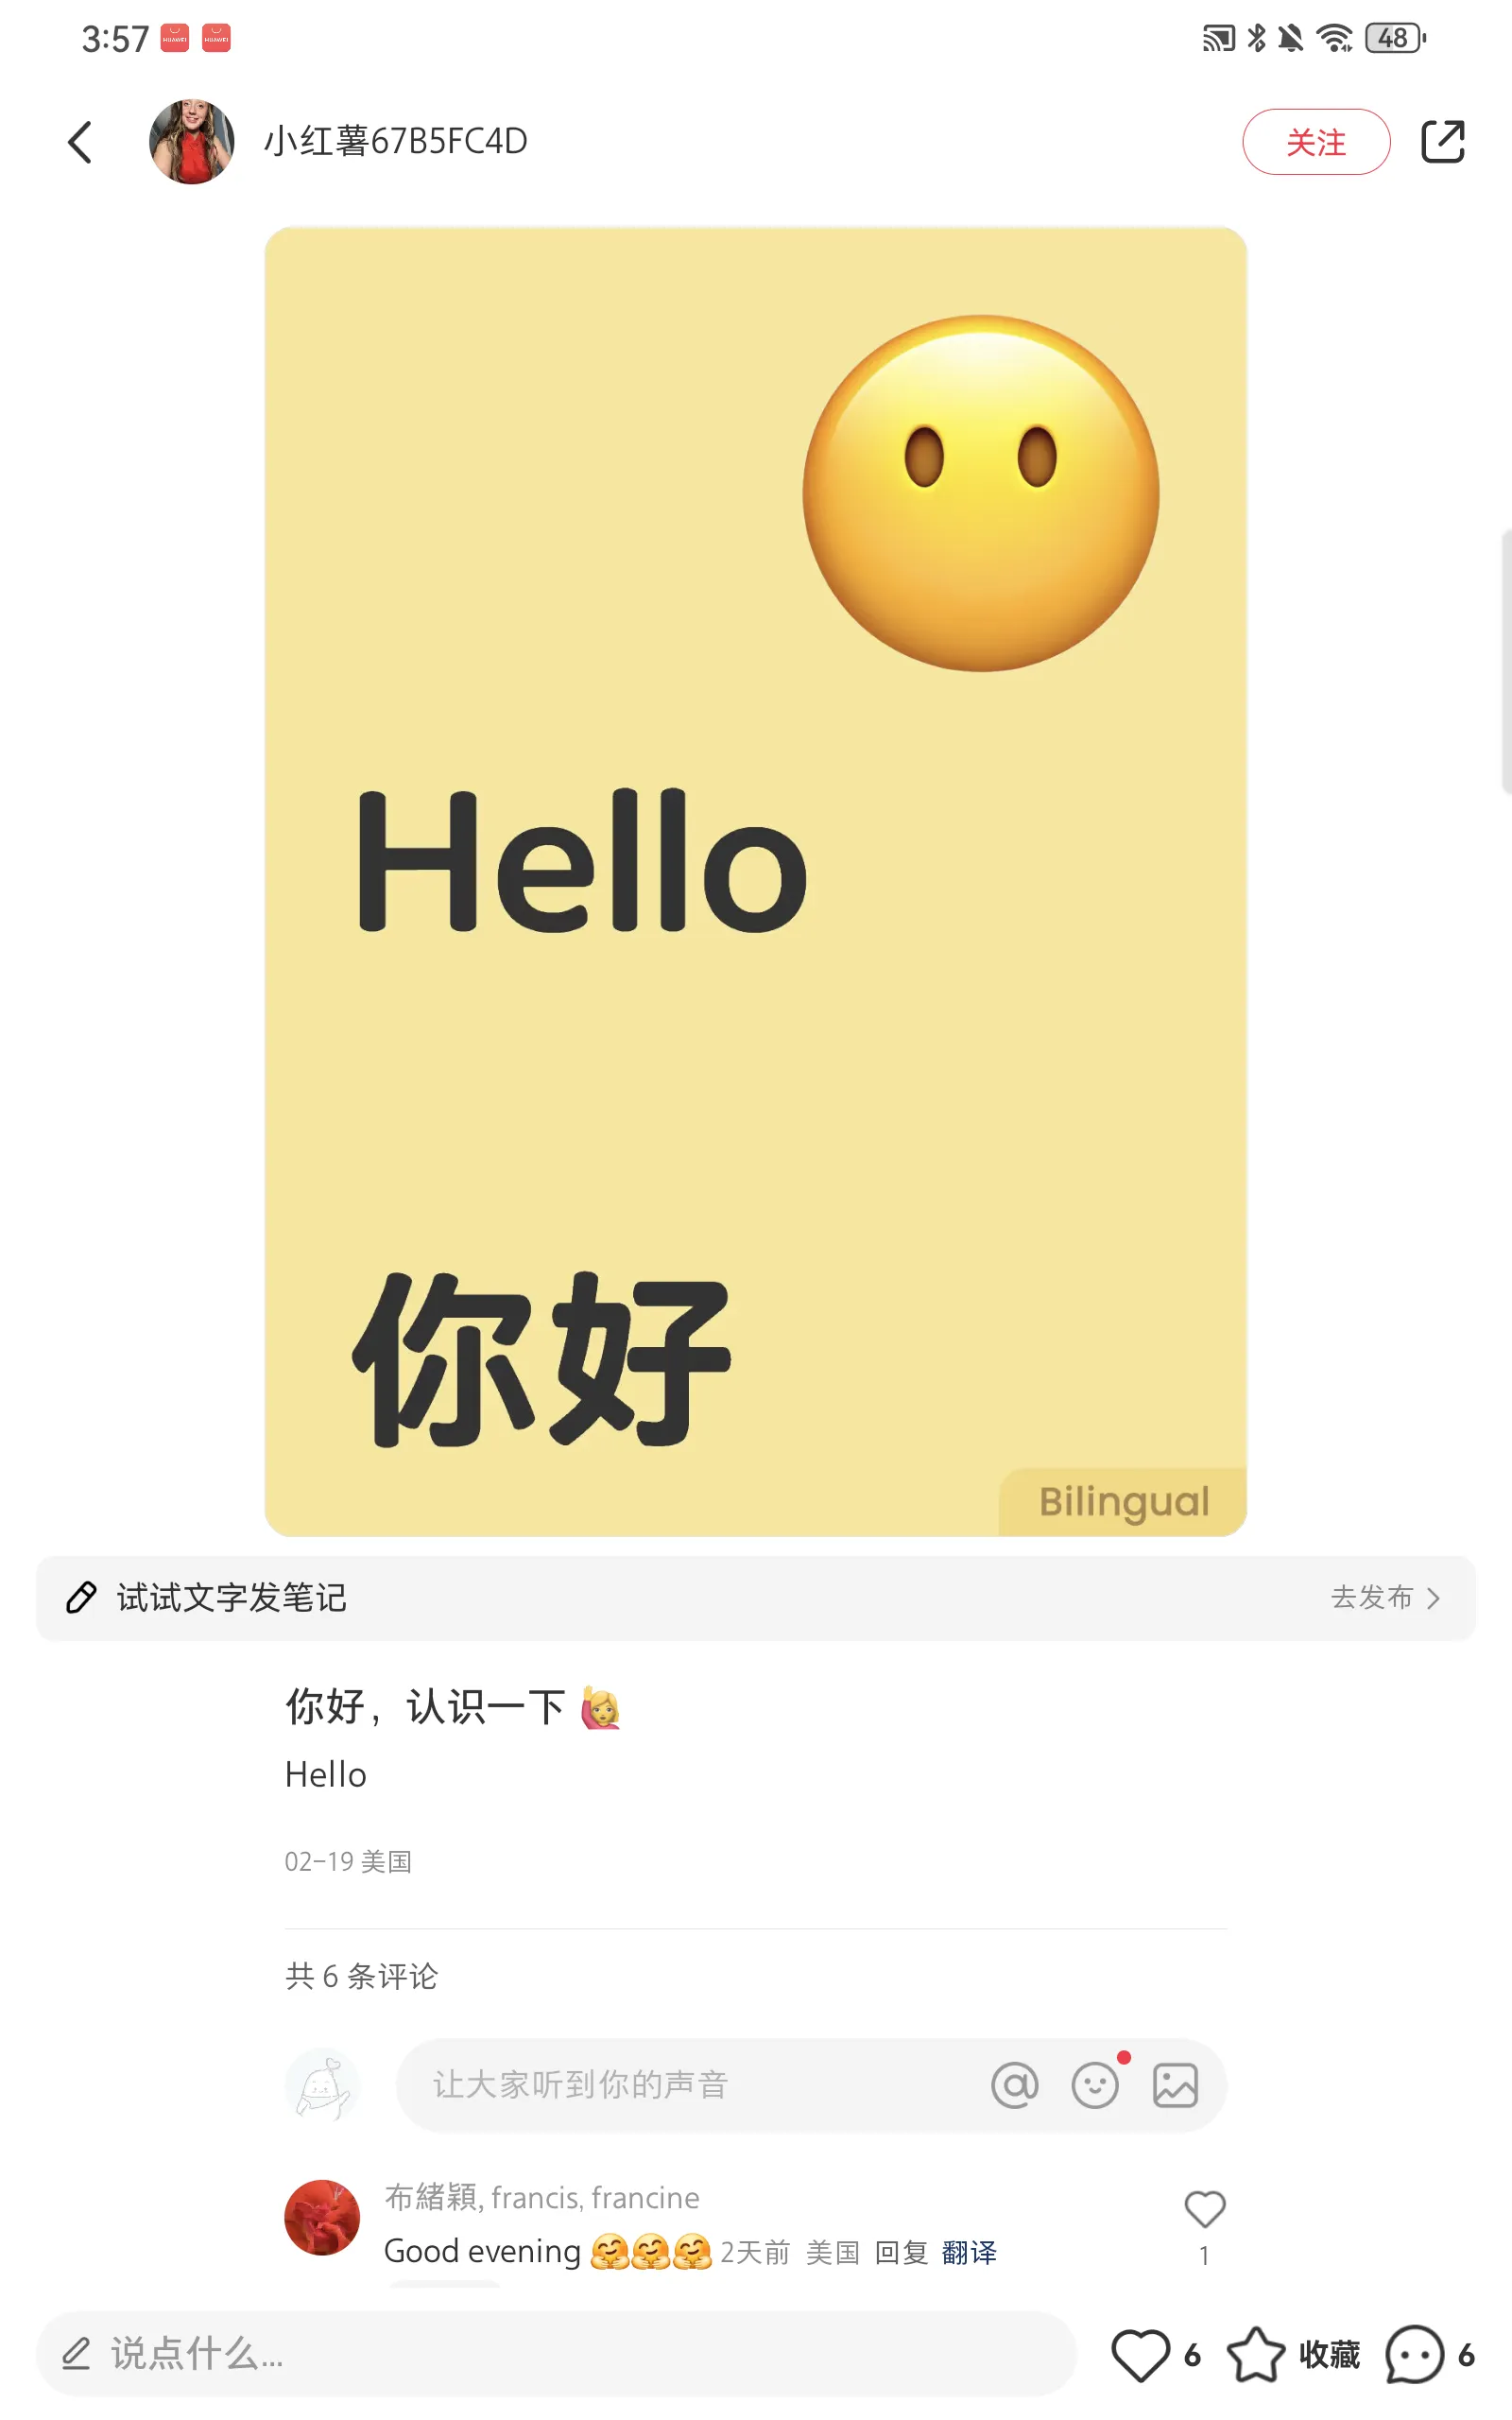 3:57
HUAWEI HUAWEI
48
小红薯67B5FC4D
关注
Hello
你好
Bilingual
试试文字发笔记
去发布
你好，认识一下 🙋‍♀️
Hello
02-19 美国
共 6 条评论
让大家听到你的声音
布緒穎, francis, francine
Good evening 🤗🤗🤗 2天前 美国 回复 翻译
1
说点什么...
6 收藏 6